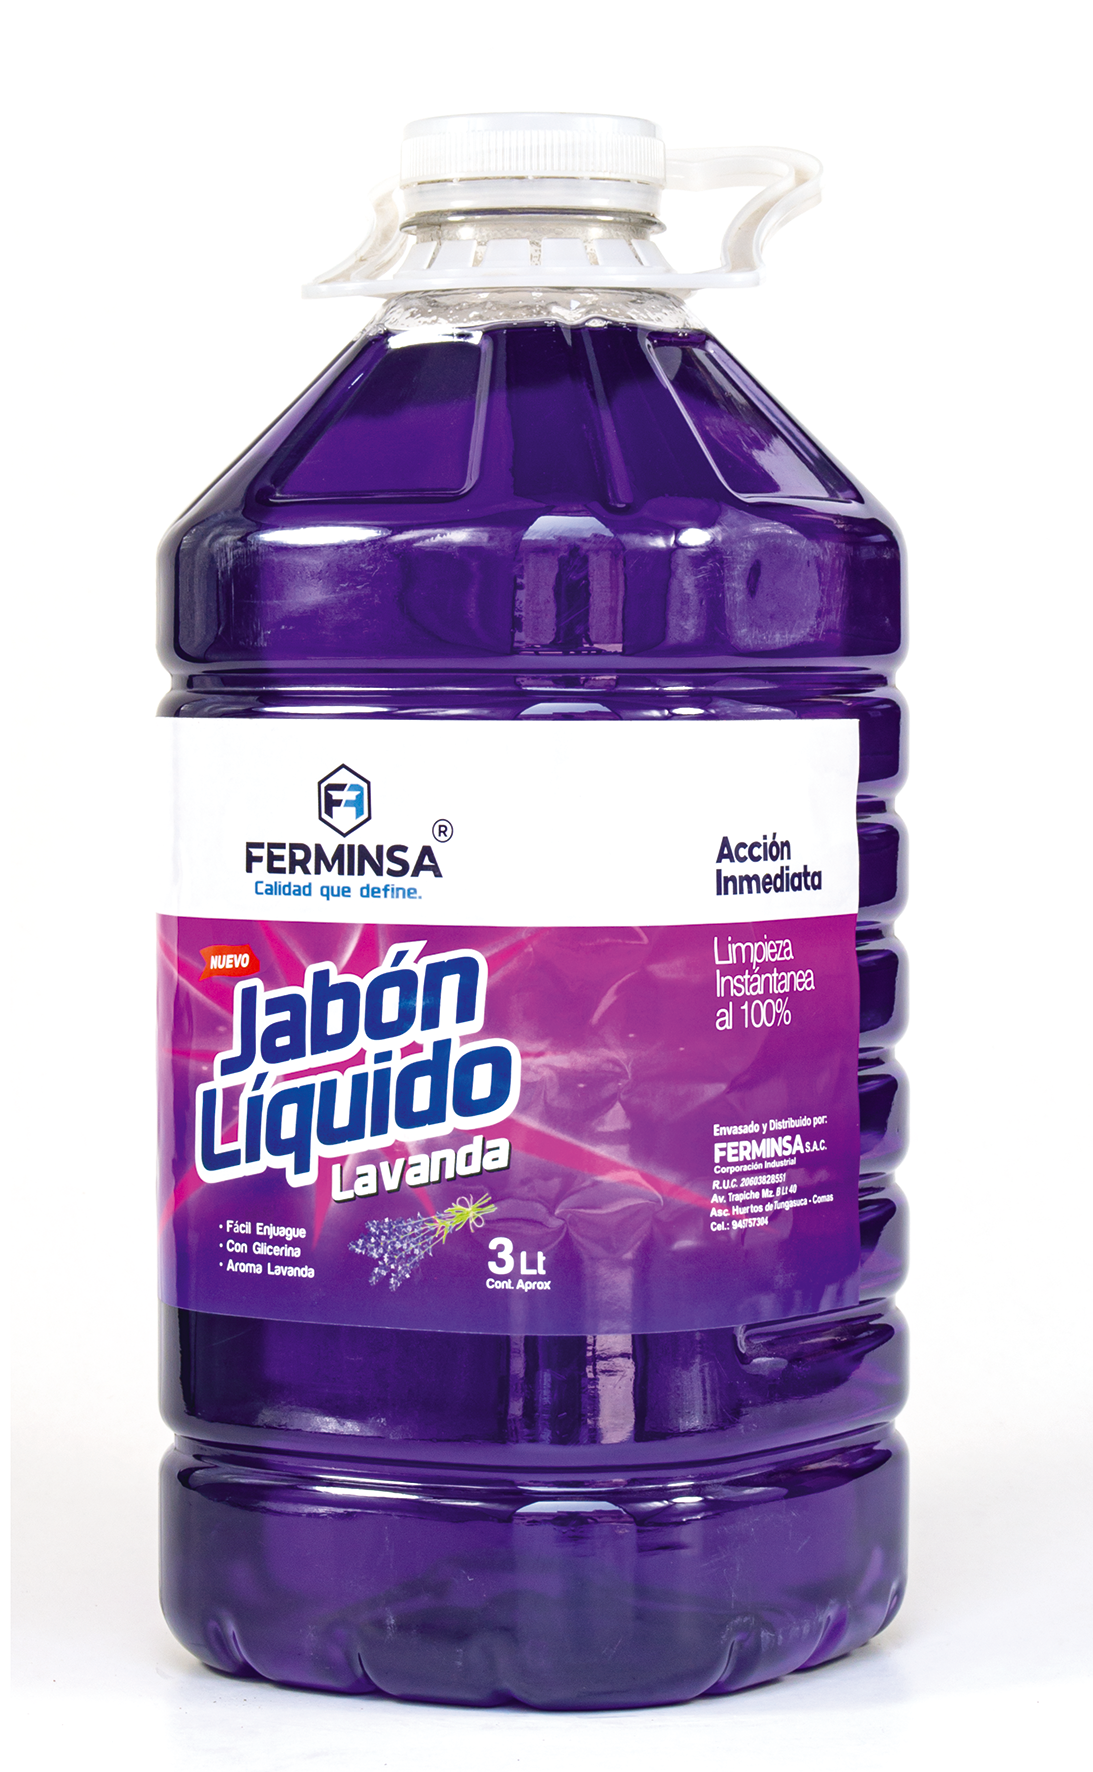 FERMINSA ®
Calidad que define.
Acción
Inmediata
NUEVO
Jabón
Líquido
Lavanda
• Fácil Enjuague
• Con Glicerina
• Aroma Lavanda
3 Lt
Cont. Aprox
Limpieza
Instántanea
al 100%
Envasado y Distribuido por:
FERMINSA S.A.C.
Corporación Industrial
R.U.C. 20603828551
Av. Trapiche Mz. B Lt 40
Asc. Huertos de Tungasuca - Comas
Cel.: 945757304